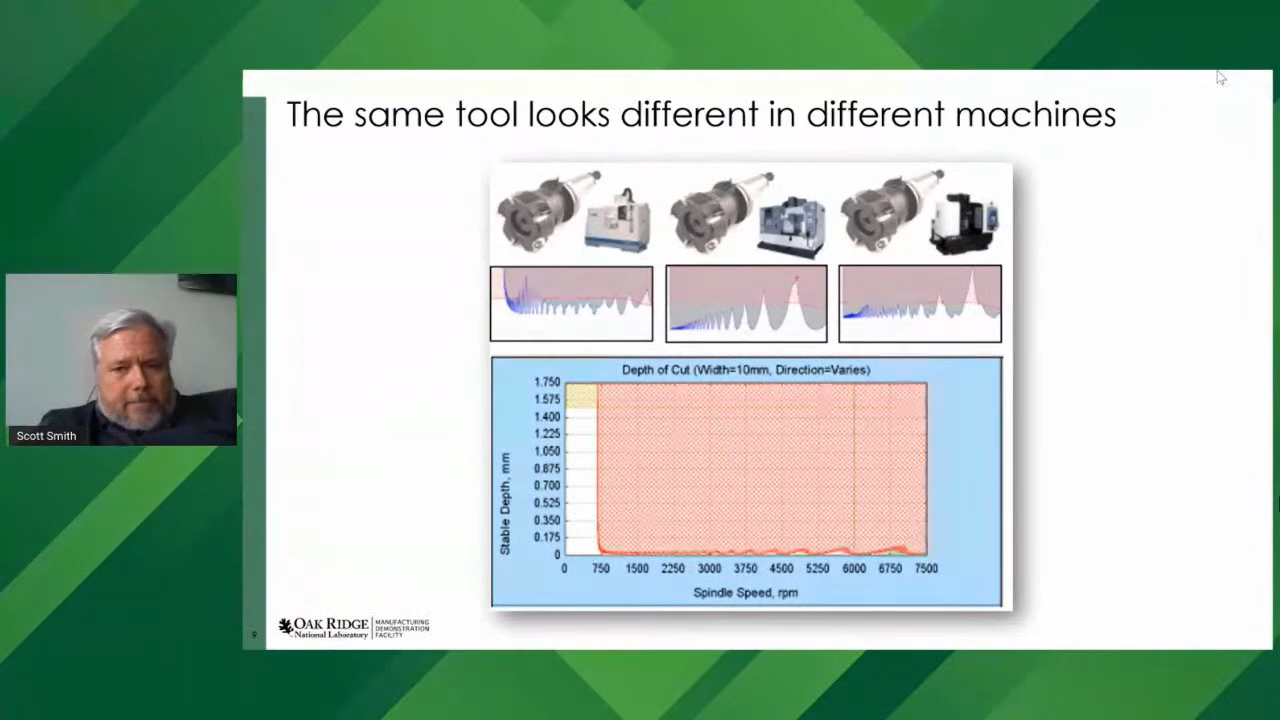 The same tool looks different in different machines
Depth of Cut (Width=10mm, Direction=Varies)
1.750
1.575
1.400
1.225
1.050
0.875
0.700
0.525
0.350
0.175
0
Stable Depth, mm
0 750 1500 2250 3000 3750 4500 5250 6000 6750 7500
Spindle Speed, rpm
Scott Smith
9
OAK RIDGE
National Laboratory
MANUFACTURING
DEMONSTRATION
FACILITY